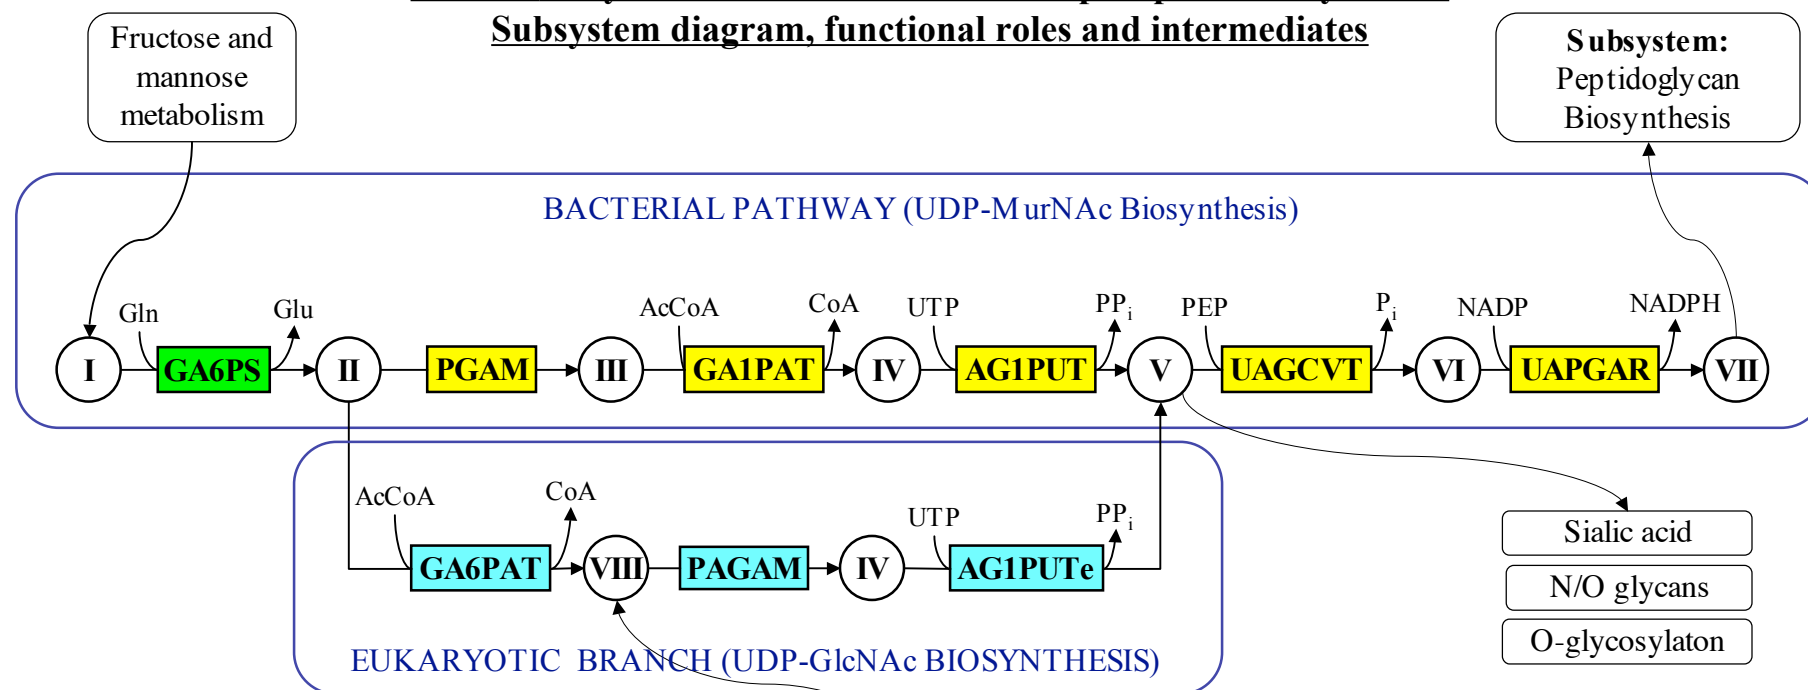 Subsystem diagram, functional roles and intermediates
Fructose and
mannose
metabolism
Subsystem:
Peptidoglycan
Biosynthesis
BACTERIAL PATHWAY (UDP-MurNAc Biosynthesis)
Gln
Glu
AcCoA
CoA
UTP
PPi
PEP
Pi
NADP
NADPH
I
GA6PS
II
PGAM
III
GA1PAT
IV
AG1PUT
V
UAGCVT
VI
UAPGAR
VII
AcCoA
CoA
UTP
PPi
GA6PAT
VIII
PAGAM
IV
AG1PUTe
EUKARYOTIC BRANCH (UDP-GlcNAc BIOSYNTHESIS)
Sialic acid
N/O glycans
O-glycosylaton